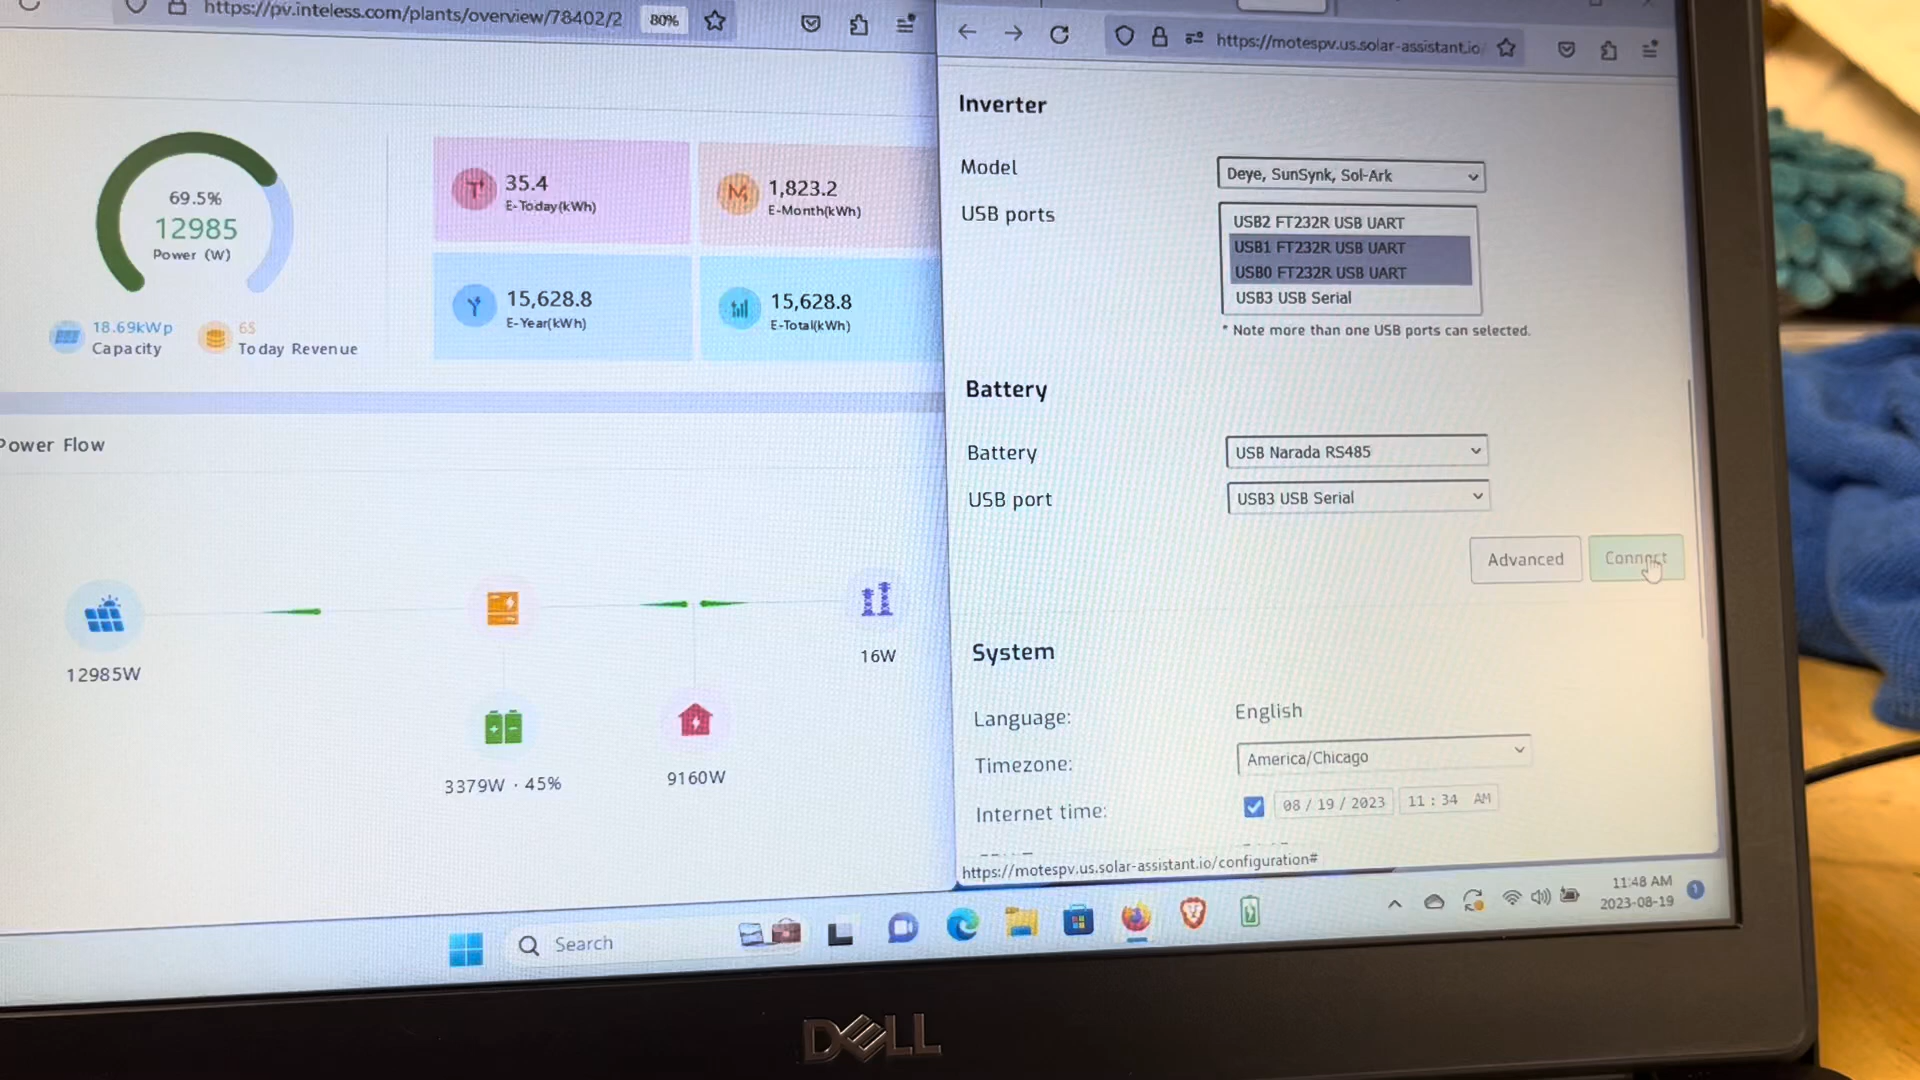 https://pv.inteless.com/plants/overview/78402/2
80%
69.5%
12985
Power (W)
18.69kWp
Capacity
6$
Today Revenue
35.4
E-Today(kWh)
1,823.2
E-Month(kWh)
15,628.8
E-Year(kWh)
15,628.8
E-Total(kWh)
Power Flow
12985W
3379W · 45%
9160W
16W
https://motespv.us.solar-assistant.io
Inverter
Model
Deye, SunSynk, Sol-Ark
USB ports
USB2 FT232R USB UART
USB1 FT232R USB UART
USB0 FT232R USB UART
USB3 USB Serial
* Note more than one USB ports can selected.
Battery
Battery
USB Narada RS485
USB port
USB3 USB Serial
Advanced
Connect
System
Language:
English
Timezone:
America/Chicago
Internet time:
08 / 19 / 2023
11 : 34 AM
https://motespv.us.solar-assistant.io/configuration#
Search
11:48 AM
2023-08-19
1
DELL